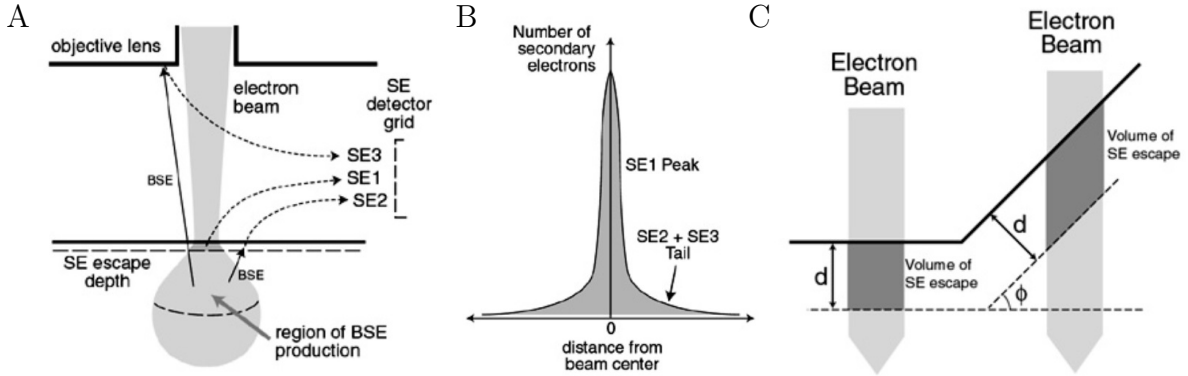 A
objective lens
electron
beam
SE
detector
grid
SE3
SE1
SE2
BSE
BSE
SE escape
depth
region of BSE
production
B
Number of
secondary
electrons
SE1 Peak
SE2 + SE3
Tail
0
distance from
beam center
C
Electron
Beam
Electron
Beam
Volume of
SE escape
d
d
Volume of
SE escape
ϕ